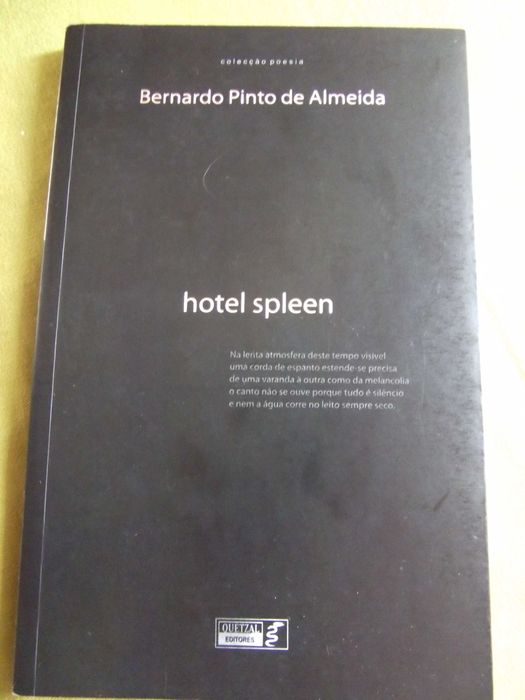 colecção poesia
Bernardo Pinto de Almeida
hotel spleen
Na lenta atmosfera deste tempo visível
uma corda de espanto estende-se precisa
de uma varanda à outra como da melancolia
o canto não se ouve porque tudo é silêncio
e nem a água corre no leito sempre seco.
QUETZAL
EDITORES